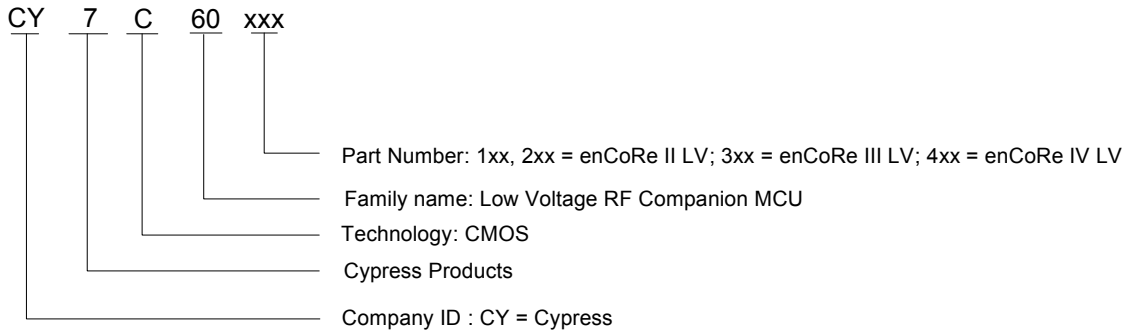 CY 7 C 60 xxx
Part Number: 1xx, 2xx = enCoRe II LV; 3xx = enCoRe III LV; 4xx = enCoRe IV LV
Family name: Low Voltage RF Companion MCU
Technology: CMOS
Cypress Products
Company ID : CY = Cypress